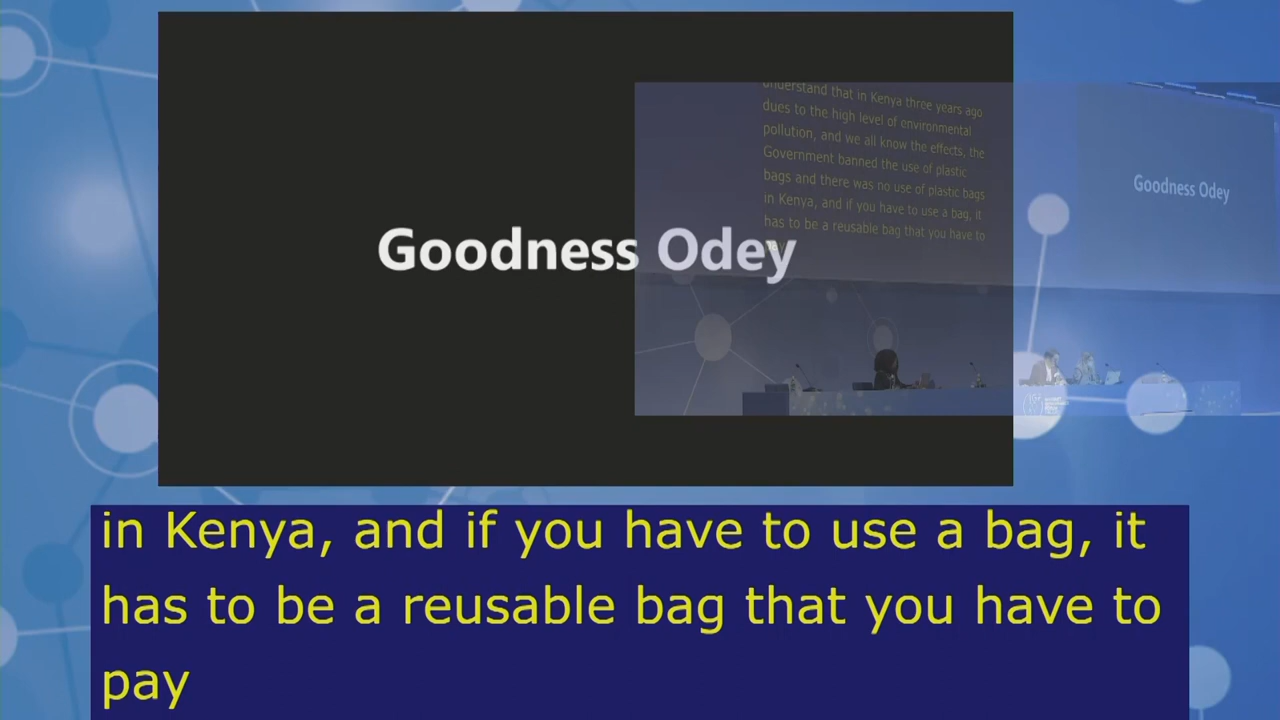 Goodness Odey
understand that in Kenya three years ago
dues to the high level of environmental
pollution, and we all know the effects, the
Government banned the use of plastic
bags and there was no use of plastic bags
in Kenya, and if you have to use a bag, it
has to be a reusable bag that you have to
pay
Goodness Odey
in Kenya, and if you have to use a bag, it
has to be a reusable bag that you have to
pay